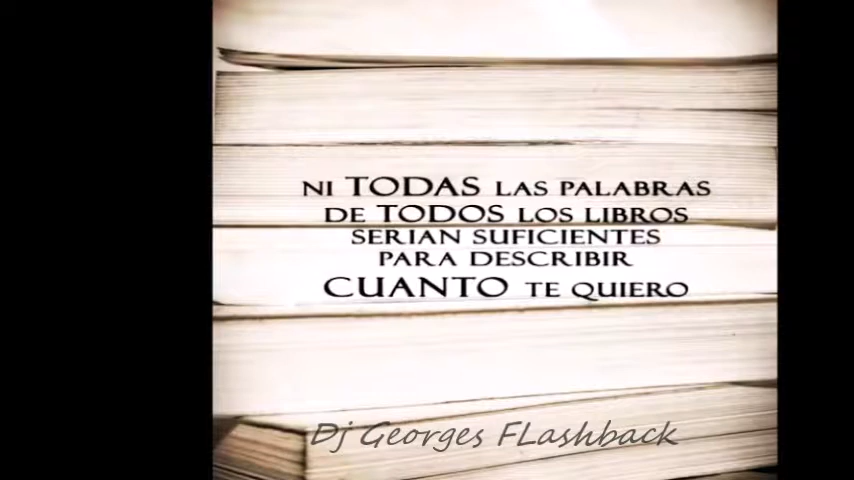 NI TODAS LAS PALABRAS
DE TODOS LOS LIBROS
SERIAN SUFICIENTES
PARA DESCRIBIR
CUANTO TE QUIERO
Dj Georges FLashback